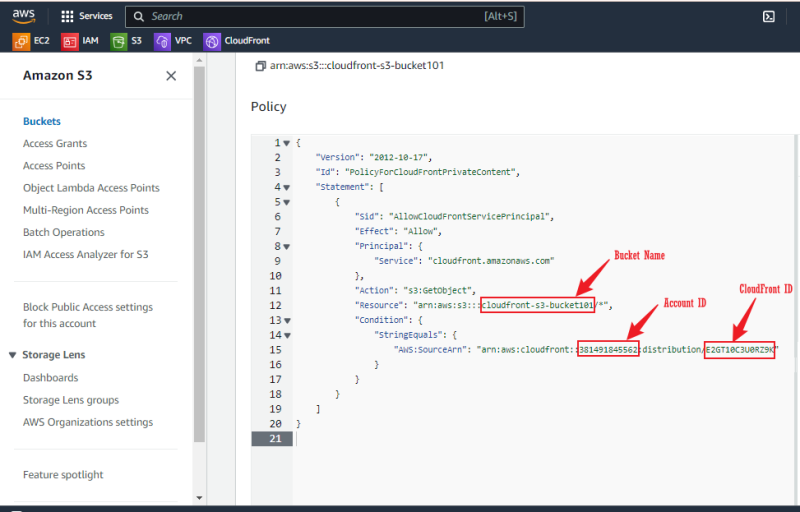 aws Services Search [Alt+S]
EC2 IAM S3 VPC CloudFront
Amazon S3
Buckets
Access Grants
Access Points
Object Lambda Access Points
Multi-Region Access Points
Batch Operations
IAM Access Analyzer for S3
Block Public Access settings
for this account
Storage Lens
Dashboards
Storage Lens groups
AWS Organizations settings
Feature spotlight
arn:aws:s3:::cloudfront-s3-bucket101
Policy
1 {
2 "Version": "2012-10-17",
3 "Id": "PolicyForCloudFrontPrivateContent",
4 "Statement": [
5 {
6 "Sid": "AllowCloudFrontServicePrincipal",
7 "Effect": "Allow",
8 "Principal": {
9 "Service": "cloudfront.amazonaws.com"
10 },
11 "Action": "s3:GetObject",
12 "Resource": "arn:aws:s3:::cloudfront-s3-bucket101/*",
13 "Condition": {
14 "StringEquals": {
15 "AWS:SourceArn": "arn:aws:cloudfront::381491845562:distribution/E2GT10C3U0RZ9K"
16 }
17 }
18 }
19 ]
20 }
21
Bucket Name
Account ID
CloudFront ID